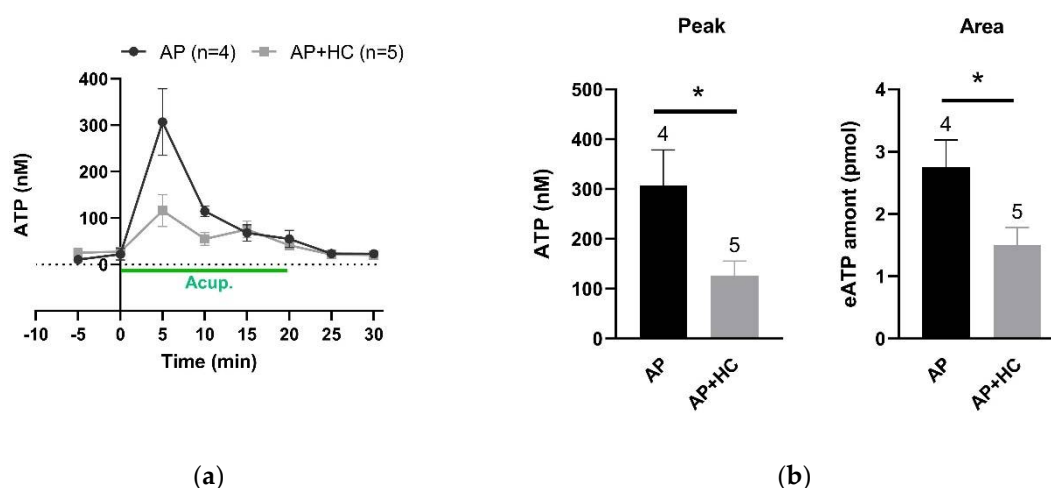 AP (n=4) AP+HC (n=5)
400
300
200
100
0
ATP (nM)
Acup.
-10 -5 0 5 10 15 20 25 30
Time (min)
(a)
Peak
500
400
300
200
100
0
ATP (nM)
*
4
5
AP
AP+HC
Area
4
3
2
1
0
eATP amont (pmol)
*
4
5
AP
AP+HC
(b)